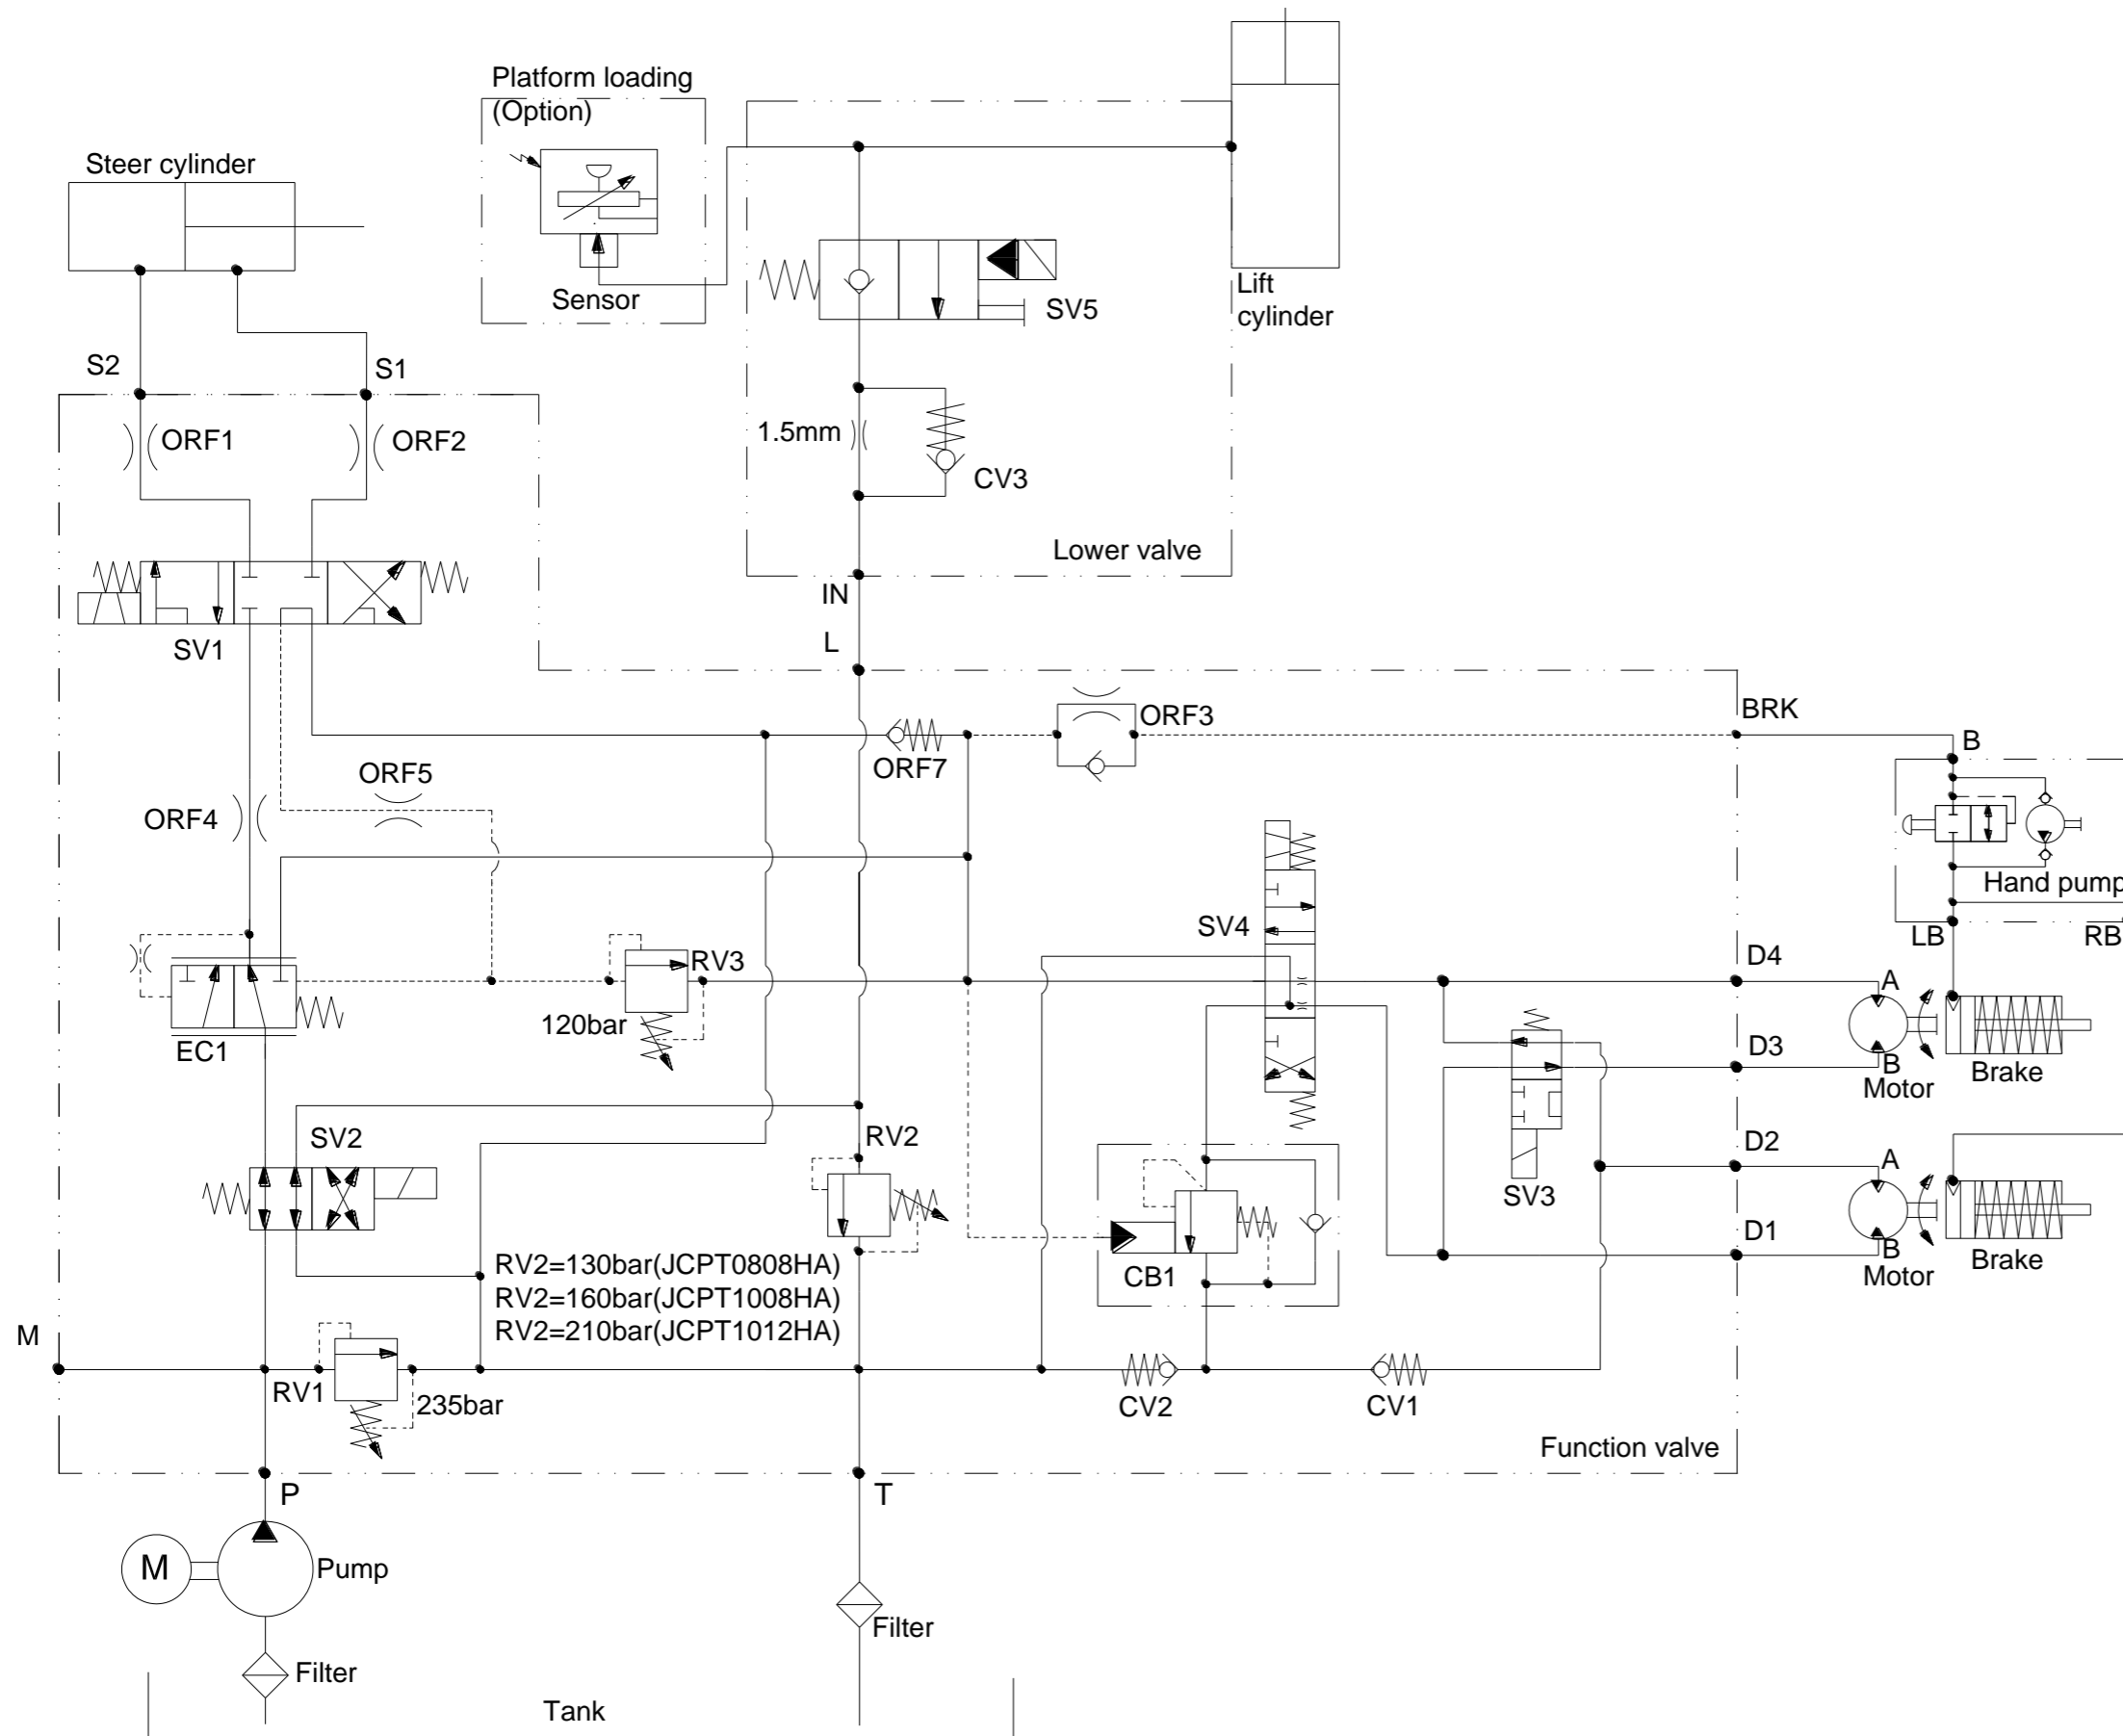 Platform loading
(Option)
Steer cylinder
Sensor
SV5
Lift
cylinder
S2
S1
ORF1
ORF2
1.5mm
CV3
Lower valve
IN
SV1
L
BRK
ORF3
B
ORF7
ORF5
ORF4
Hand pump
SV4
LB
RB
RV3
D4
A
120bar
EC1
D3
B
Motor
Brake
SV2
RV2
D2
A
SV3
D1
RV2=130bar(JCPT0808HA)
RV2=160bar(JCPT1008HA)
RV2=210bar(JCPT1012HA)
CB1
B
Motor
Brake
M
RV1
235bar
CV2
CV1
Function valve
P
T
M
Pump
Filter
Filter
Tank